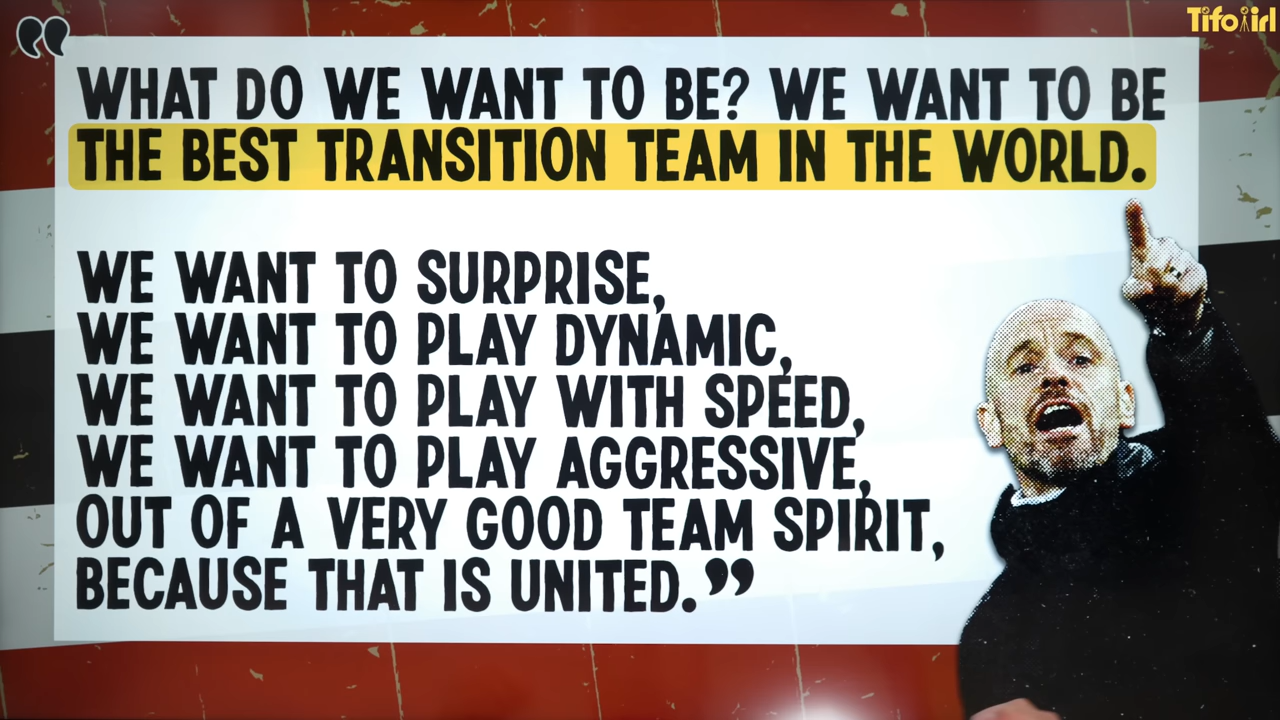 Tifo irl
“
WHAT DO WE WANT TO BE? WE WANT TO BE
THE BEST TRANSITION TEAM IN THE WORLD.
WE WANT TO SURPRISE,
WE WANT TO PLAY DYNAMIC,
WE WANT TO PLAY WITH SPEED,
WE WANT TO PLAY AGGRESSIVE,
OUT OF A VERY GOOD TEAM SPIRIT,
BECAUSE THAT IS UNITED.”